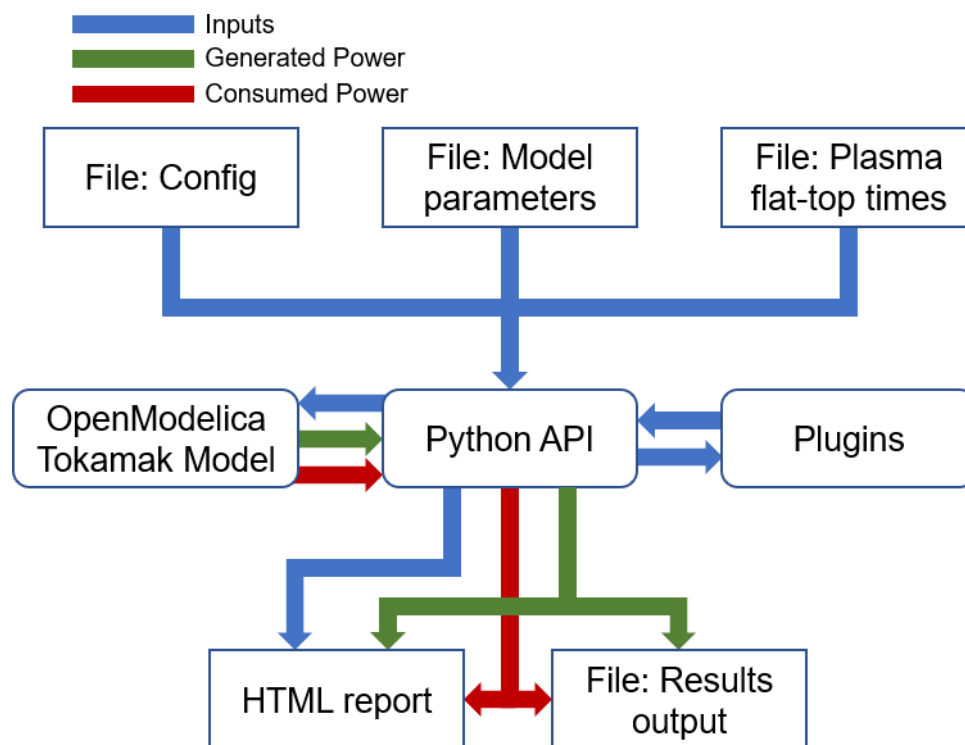 Inputs
Generated Power
Consumed Power
File: Config
File: Model
parameters
File: Plasma
flat-top times
OpenModelica
Tokamak Model
Python API
Plugins
HTML report
File: Results
output